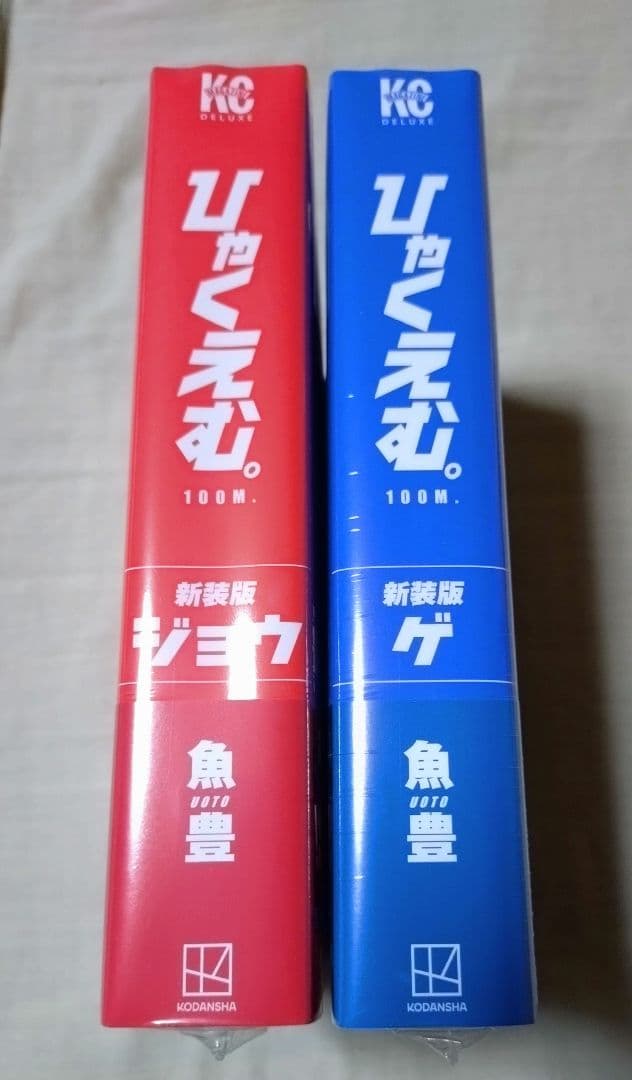 KC
DELUXE
ひゃくえむ。
100M.
新装版
ジョウ
魚
UOTO
豊
KODANSHA
KC
DELUXE
ひゃくえむ。
100M.
新装版
ゲ
魚
UOTO
豊
KODANSHA